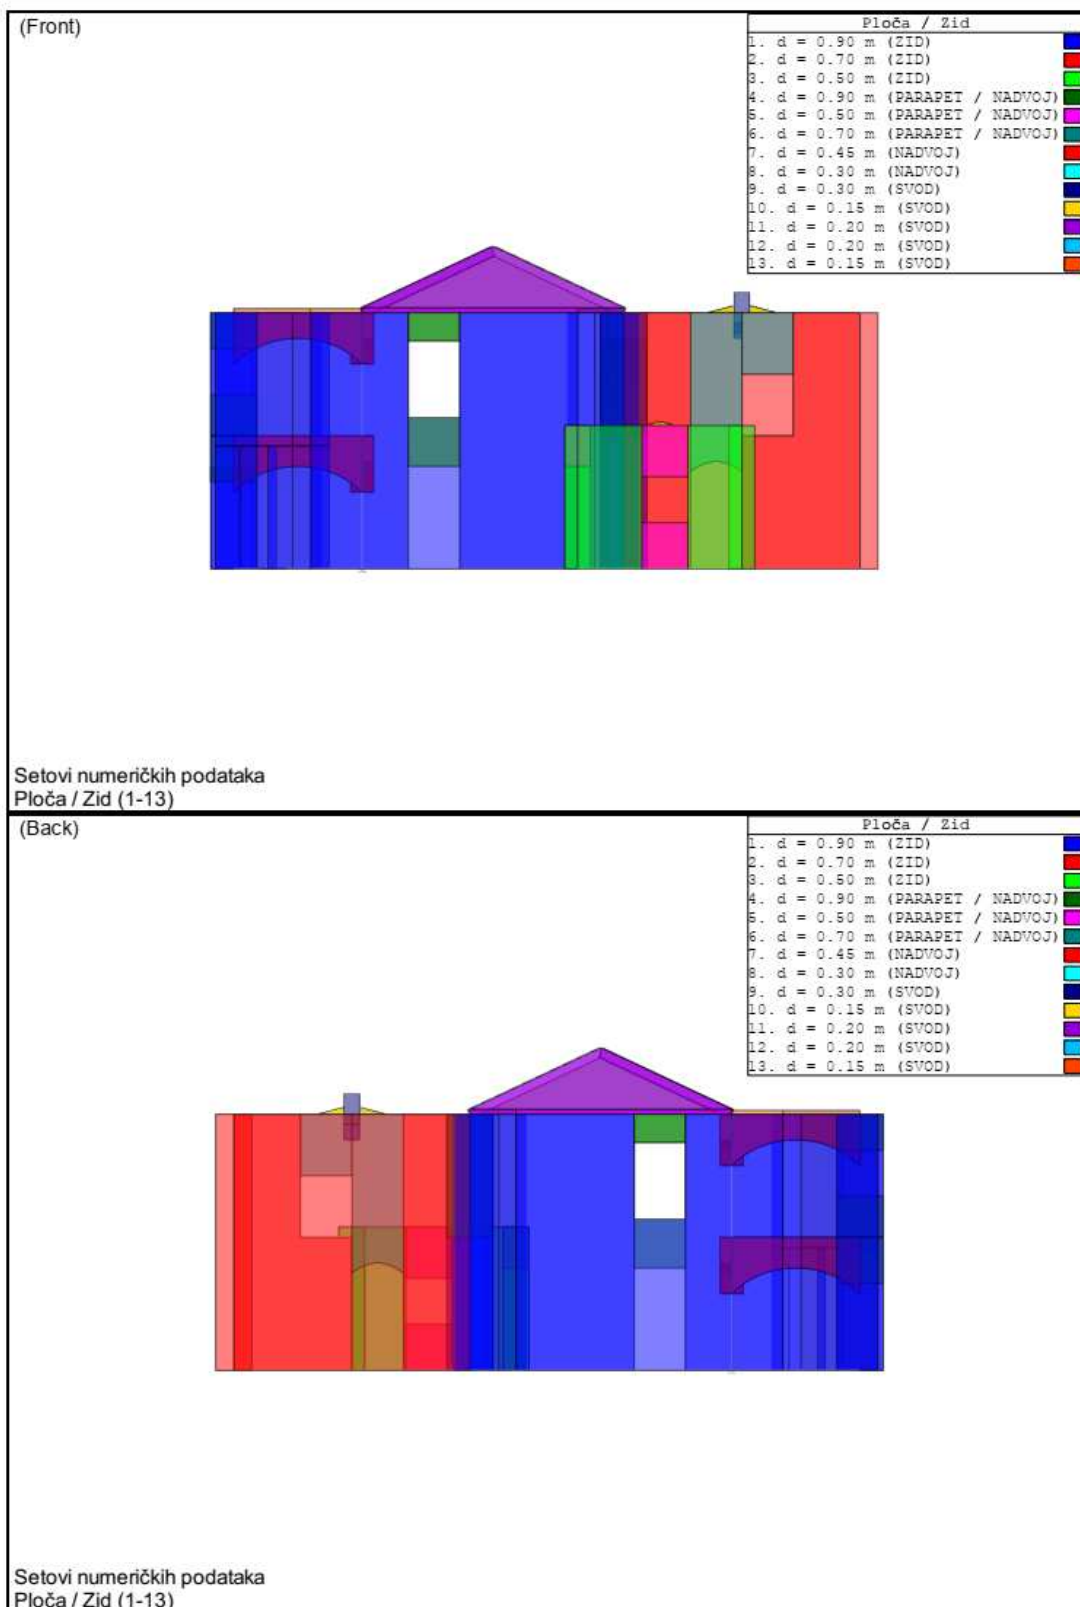 (Front)
Ploča / Zid
1. d = 0.90 m (ZID)
2. d = 0.70 m (ZID)
3. d = 0.50 m (ZID)
4. d = 0.90 m (PARAPET / NADVOJ)
5. d = 0.50 m (PARAPET / NADVOJ)
6. d = 0.70 m (PARAPET / NADVOJ)
7. d = 0.45 m (NADVOJ)
8. d = 0.30 m (NADVOJ)
9. d = 0.30 m (SVOD)
10. d = 0.15 m (SVOD)
11. d = 0.20 m (SVOD)
12. d = 0.20 m (SVOD)
13. d = 0.15 m (SVOD)
Setovi numeričkih podataka
Ploča / Zid (1-13)
(Back)
Ploča / Zid
1. d = 0.90 m (ZID)
2. d = 0.70 m (ZID)
3. d = 0.50 m (ZID)
4. d = 0.90 m (PARAPET / NADVOJ)
5. d = 0.50 m (PARAPET / NADVOJ)
6. d = 0.70 m (PARAPET / NADVOJ)
7. d = 0.45 m (NADVOJ)
8. d = 0.30 m (NADVOJ)
9. d = 0.30 m (SVOD)
10. d = 0.15 m (SVOD)
11. d = 0.20 m (SVOD)
12. d = 0.20 m (SVOD)
13. d = 0.15 m (SVOD)
Setovi numeričkih podataka
Ploča / Zid (1-13)